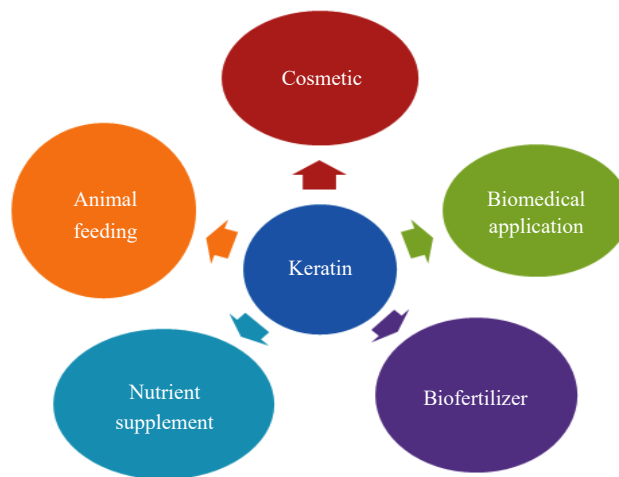 Cosmetic
Animal
feeding
Biomedical
application
Keratin
Nutrient
supplement
Biofertilizer